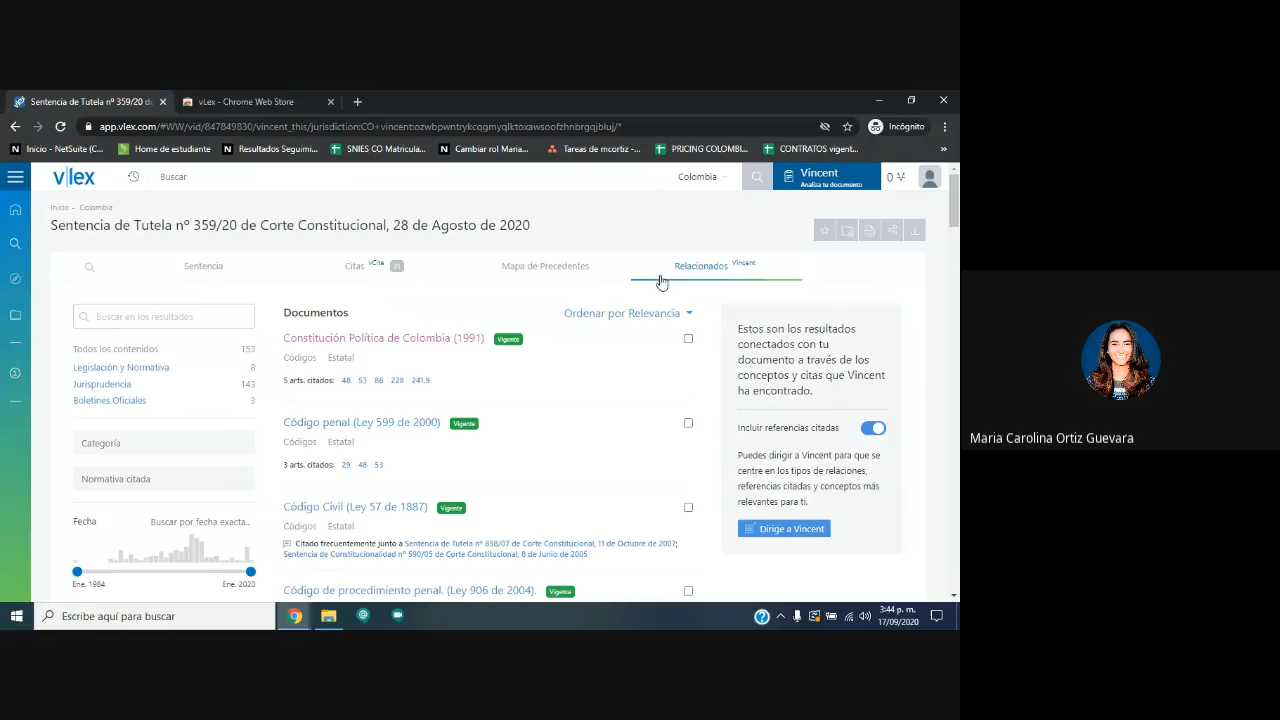 Sentencia de Tutela nº 359/20 de
vLex - Chrome Web Store
app.vlex.com/#WW/vid/847849830/vincent_this/jurisdiction:CO+vincent:ozwbpwntrykcqgmyqlktoxawsoofzhnbrgqjbluj/*
Incógnito
Inicio - NetSuite (C...
Home de estudiante
Resultados Seguimi...
SNIES CO Matricula...
Cambiar rol Maria...
Tareas de mcortiz -...
PRICING COLOMBI...
CONTRATOS vigent...
»
v|lex
Buscar
Colombia
Vincent
Analiza tu documento
0
Inicio - Colombia
Sentencia de Tutela nº 359/20 de Corte Constitucional, 28 de Agosto de 2020
Sentencia
Citas vCite
Mapa de Precedentes
Relacionados Vincent
Buscar en los resultados
Todos los contenidos 153
Legislación y Normativa 8
Jurisprudencia 143
Boletines Oficiales 3
Categoría
Normativa citada
Fecha
Buscar por fecha exacta..
Ene. 1984
Ene. 2020
Documentos
Ordenar por Relevancia
Constitución Política de Colombia (1991) Vigente
Códigos Estatal
5 arts. citados: 48 53 86 228 241.9
Código penal (Ley 599 de 2000) Vigente
Códigos Estatal
3 arts. citados: 29 48 53
Código Civil (Ley 57 de 1887) Vigente
Códigos Estatal
Citado frecuentemente junto a Sentencia de Tutela nº 838/07 de Corte Constitucional, 11 de Octubre de 2007;
Sentencia de Constitucionalidad nº 590/05 de Corte Constitucional, 8 de Junio de 2005
Código de procedimiento penal. (Ley 906 de 2004). Vigente
Estos son los resultados
conectados con tu
documento a través de los
conceptos y citas que Vincent
ha encontrado.
Incluir referencias citadas
Puedes dirigir a Vincent para que se
centre en los tipos de relaciones,
referencias citadas y conceptos más
relevantes para ti.
Dirige a Vincent
Escribe aquí para buscar
3:44 p. m.
17/09/2020
Maria Carolina Ortiz Guevara